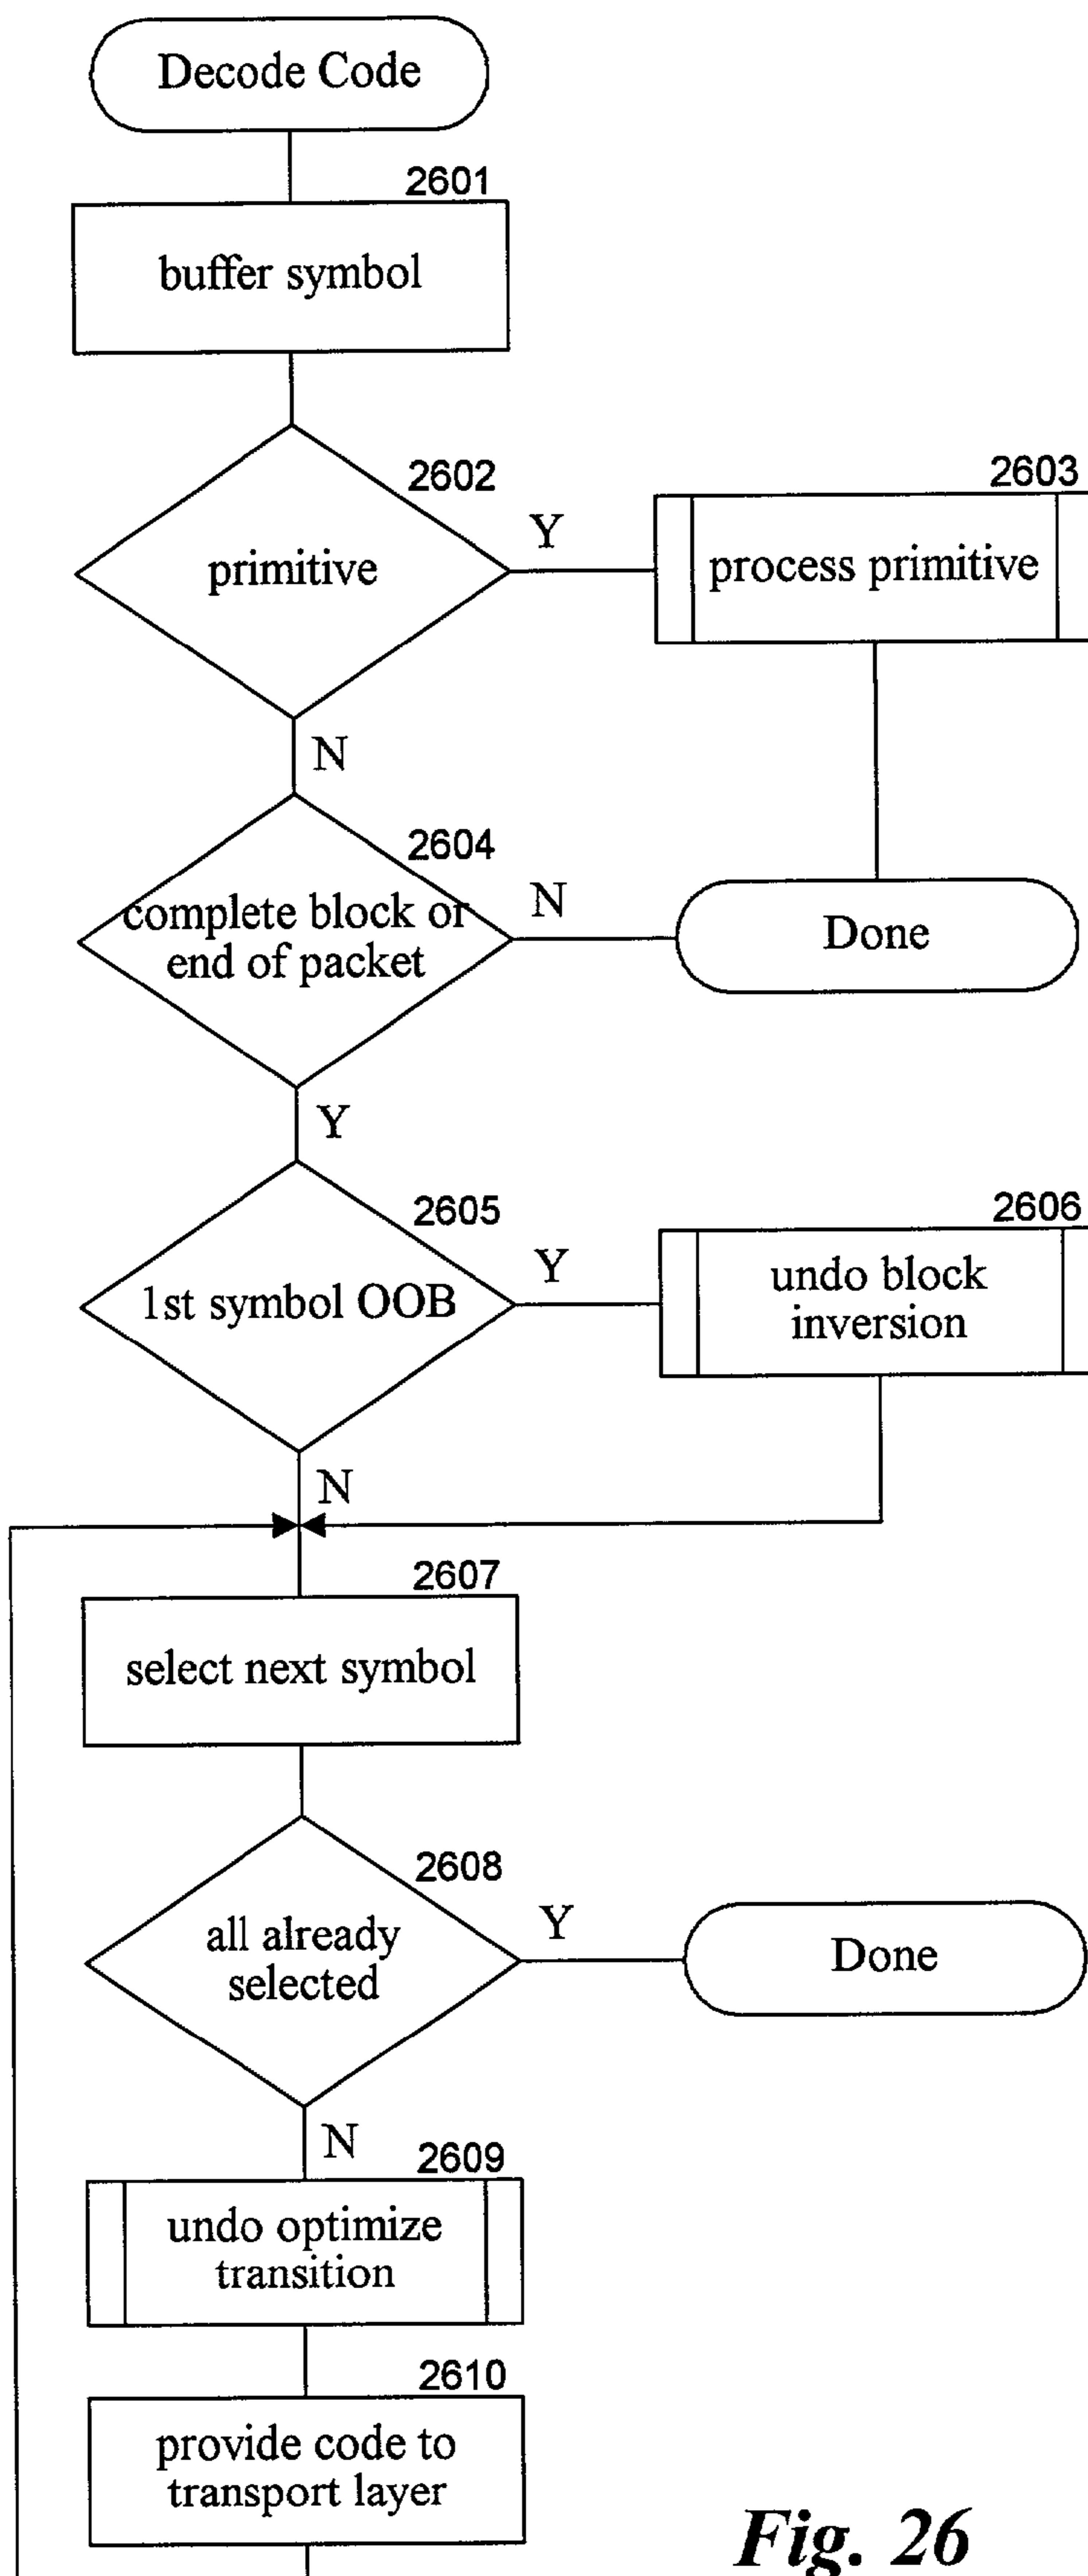 Decode Code
2601
buffer symbol
2602
primitive
Y
2603
process primitive
N
2604
complete block or
end of packet
N
Done
Y
2605
1st symbol OOB
Y
2606
undo block
inversion
N
2607
select next symbol
2608
all already
selected
Y
Done
N
2609
undo optimize
transition
2610
provide code to
transport layer
Fig. 26